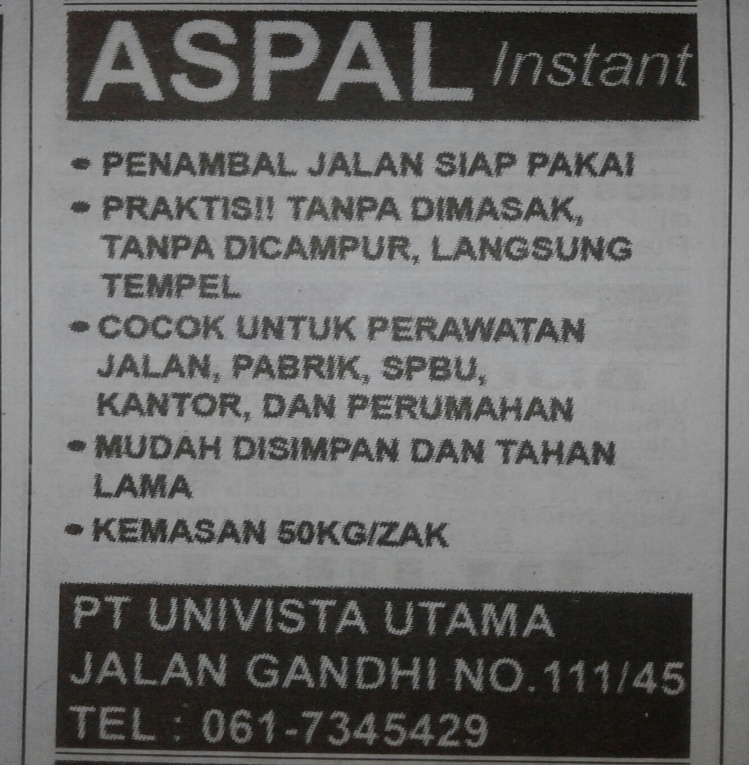 ASPAL Instant
• PENAMBAL JALAN SIAP PAKAI
• PRAKTIS!! TANPA DIMASAK,
TANPA DICAMPUR, LANGSUNG
TEMPEL
• COCOK UNTUK PERAWATAN
JALAN, PABRIK, SPBU,
KANTOR, DAN PERUMAHAN
• MUDAH DISIMPAN DAN TAHAN
LAMA
• KEMASAN 50KG/ZAK
PT UNIVISTA UTAMA
JALAN GANDHI NO.111/45
TEL : 061-7345429